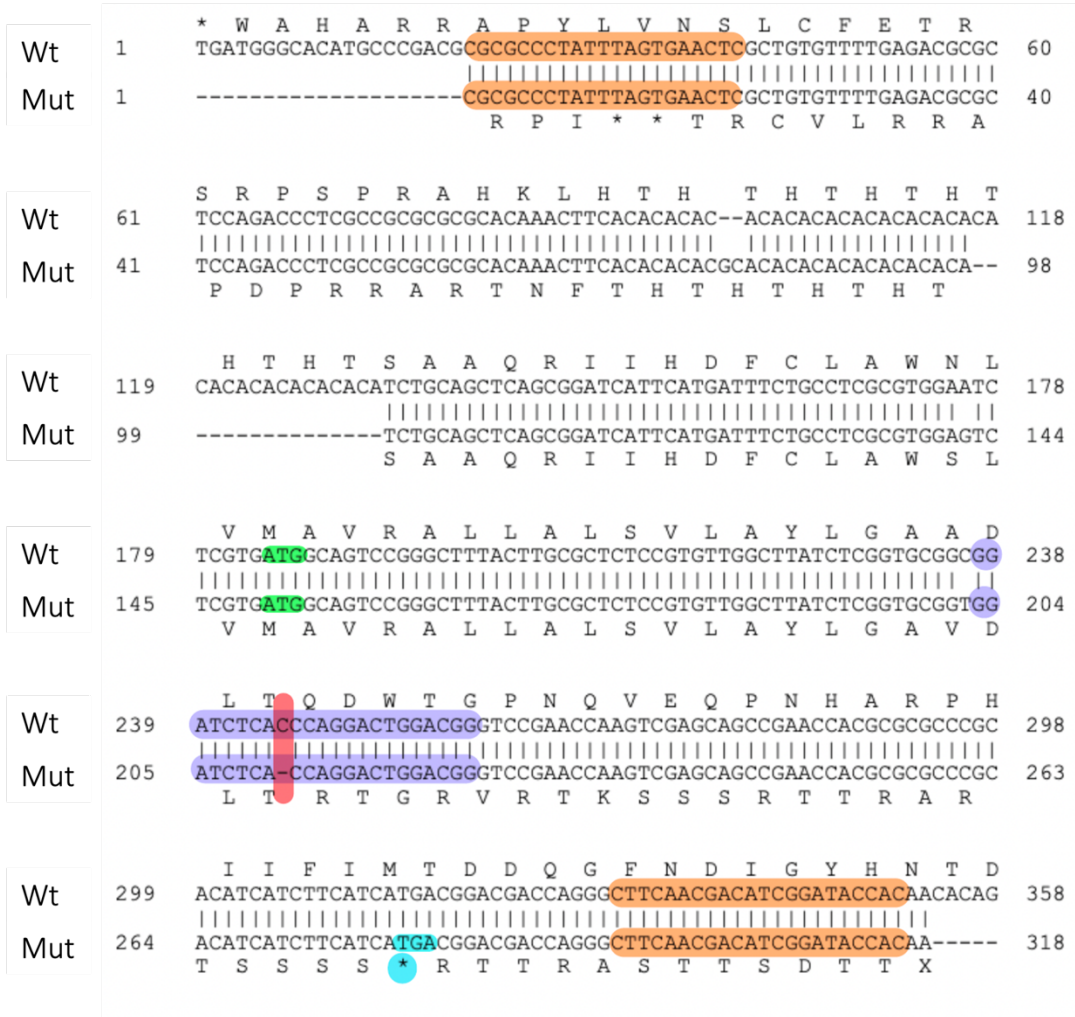 * W A H A R R A P Y L V N S L C F E T R
Wt 1 TGATGGGCACATGCCCGACGCGCGCCCTATTTAGTGAACTCGCTGTGTTTTGAGACGCGC 60
||||||||||||||||||||||||||||||||||||||||
Mut 1 --------------------CGCGCCCTATTTAGTGAACTCGCTGTGTTTTGAGACGCGC 40
R P I * * T R C V L R R A
S R P S P R A H K L H T H T H T H T H T
Wt 61 TCCAGACCCTCGCCGCGCGCGCACAAACTTCACACACAC--ACACACACACACACACACACA 118
||||||||||||||||||||||||||||||||||||||| |||||||||||||||||
Mut 41 TCCAGACCCTCGCCGCGCGCGCACAAACTTCACACACACGCACACACACACACACACA-- 98
P D P R R A R T N F T H T H T H T H T
H T H T S A A Q R I I H D F C L A W N L
Wt 119 CACACACACACACATCTGCAGCTCAGCGGATCATTCATGATTTCTGCCTCGCGTGGAATC 178
||||||||||||||||||||||||||||||||||||||||||| ||
Mut 99 --------------TCTGCAGCTCAGCGGATCATTCATGATTTCTGCCTCGCGTGGAGTC 144
S A A Q R I I H D F C L A W S L
V M A V R A L L A L S V L A Y L G A A D
Wt 179 TCGTGATGGCAGTCCGGGCTTTACTTGCGCTCTCCGTGTTGGCTTATCTCGGTGCGGCGG 238
||||||||||||||||||||||||||||||||||||||||||||||||||||||||| ||
Mut 145 TCGTGATGGCAGTCCGGGCTTTACTTGCGCTCTCCGTGTTGGCTTATCTCGGTGCGGTGG 204
V M A V R A L L A L S V L A Y L G A V D
L T Q D W T G P N Q V E Q P N H A R P H
Wt 239 ATCTCACCCAGGACTGGACGGGTCCGAACCAAGTCGAGCAGCCGAACCACGCGCGCCCGC 298
|||||| |||||||||||||||||||||||||||||||||||||||||||||||||||||
Mut 205 ATCTCA-CCAGGACTGGACGGGTCCGAACCAAGTCGAGCAGCCGAACCACGCGCGCCCGC 263
L T R T G R V R T K S S S R T T R A R
I I F I M T D D Q G F N D I G Y H N T D
Wt 299 ACATCATCTTCATCATGACGGACGACCAGGGCTTCAACGACATCGGATACCACAACACAG 358
|||||||||||||||||||||||||||||||||||||||||||||||||||||||
Mut 264 ACATCATCTTCATCATGACGGACGACCAGGGCTTCAACGACATCGGATACCACAA----- 318
T S S S S * R T T R A S T T S D T T X